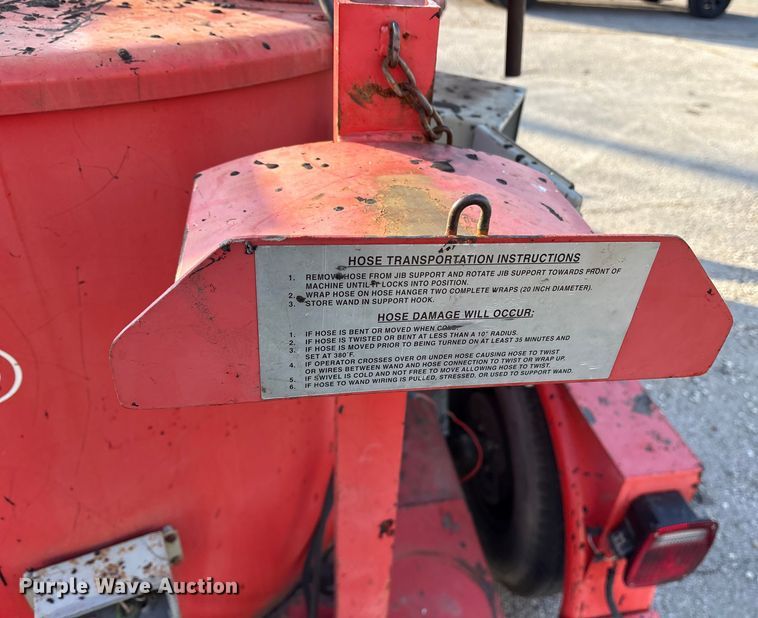 HOSE TRANSPORTATION INSTRUCTIONS
1. REMOVE HOSE FROM JIB SUPPORT AND ROTATE JIB SUPPORT TOWARDS FRONT OF
MACHINE UNTIL IT LOCKS INTO POSITION.
2. WRAP HOSE ON HOSE HANGER TWO COMPLETE WRAPS (20 INCH DIAMETER).
3. STORE WAND IN SUPPORT HOOK.
HOSE DAMAGE WILL OCCUR:
1. IF HOSE IS BENT OR MOVED WHEN COLD.
2. IF HOSE IS TWISTED OR BENT AT LESS THAN A 10" RADIUS.
3. IF HOSE IS MOVED PRIOR TO BEING TURNED ON AT LEAST 35 MINUTES AND
SET AT 380°F.
4. IF OPERATOR CROSSES OVER OR UNDER HOSE CAUSING HOSE TO TWIST
OR WIRES BETWEEN WAND AND HOSE CONNECTION TO TWIST OR WRAP UP.
5. IF SWIVEL IS COLD AND NOT FREE TO MOVE ALLOWING HOSE TO TWIST.
6. IF HOSE TO WAND WIRING IS PULLED, STRESSED, OR USED TO SUPPORT WAND.
Purple Wave Auction